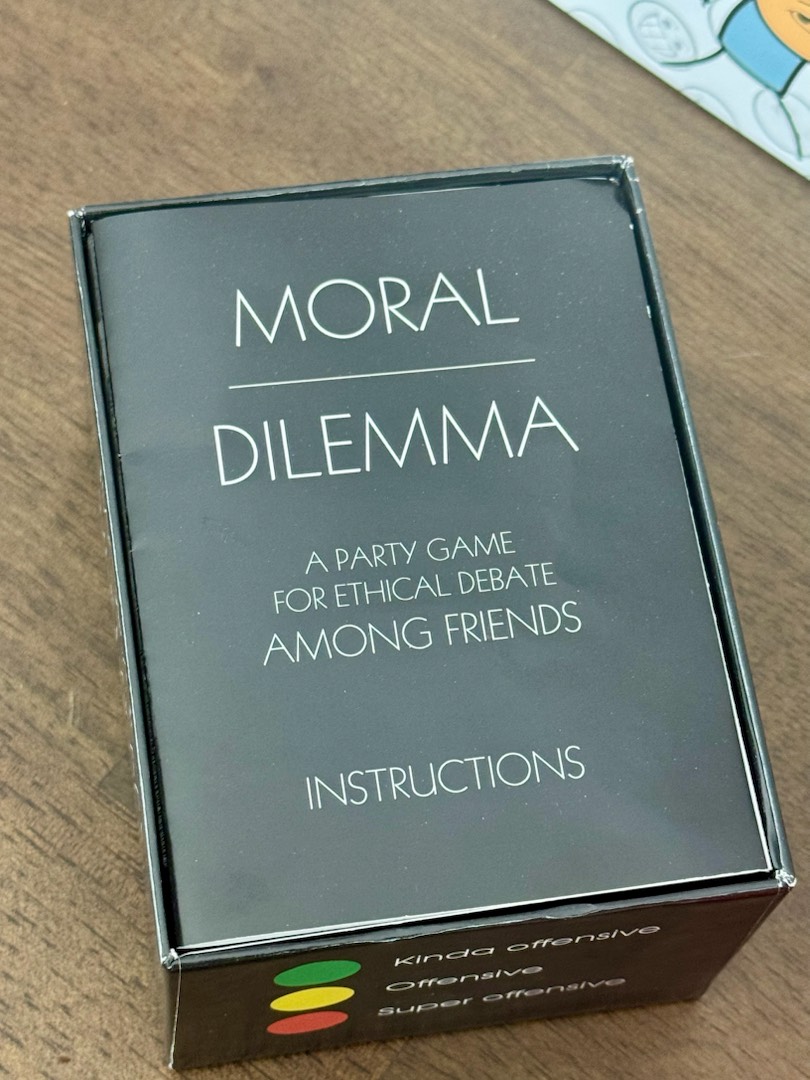 MORAL
DILEMMA
A PARTY GAME
FOR ETHICAL DEBATE
AMONG FRIENDS
INSTRUCTIONS
Kinda offensive
Offensive
Super offensive